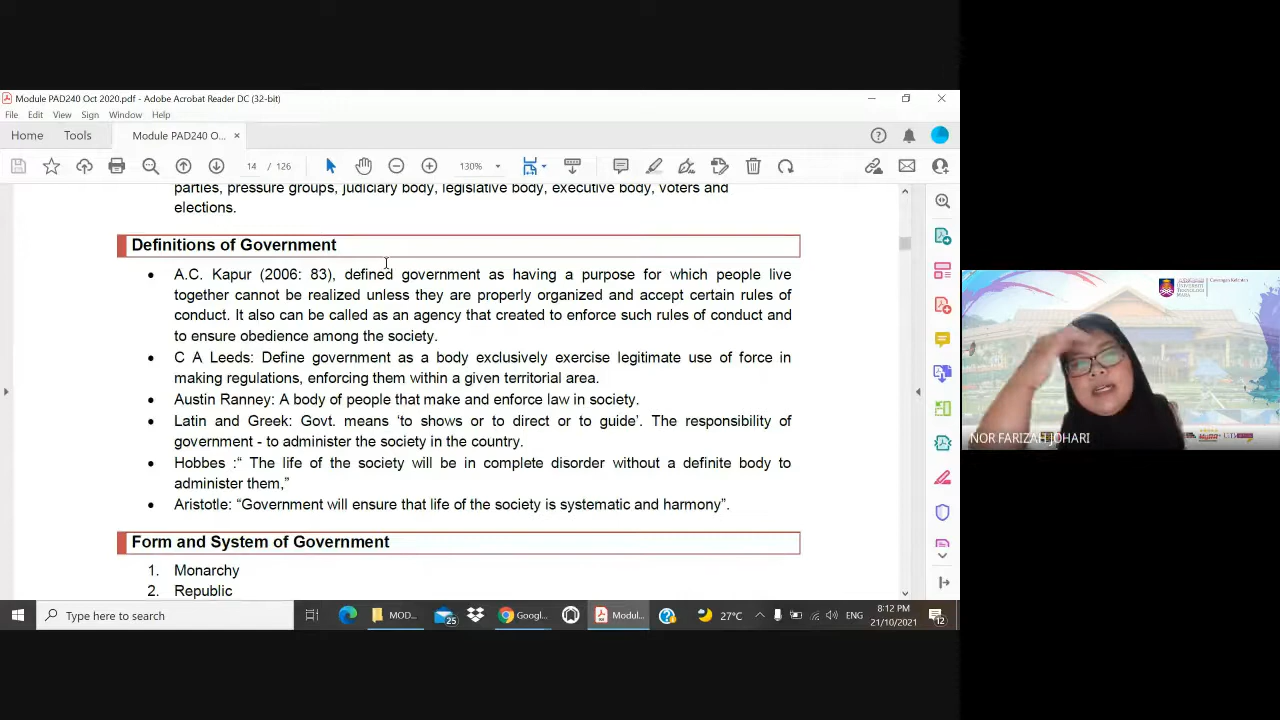 Module PAD240 Oct 2020.pdf - Adobe Acrobat Reader DC (32-bit)
File Edit View Sign Window Help
Home Tools Module PAD240 O... ×
14 / 126 130%
parties, pressure groups, judiciary body, legislative body, executive body, voters and
elections.
Definitions of Government
• A.C. Kapur (2006: 83), defined government as having a purpose for which people live
together cannot be realized unless they are properly organized and accept certain rules of
conduct. It also can be called as an agency that created to enforce such rules of conduct and
to ensure obedience among the society.
• C A Leeds: Define government as a body exclusively exercise legitimate use of force in
making regulations, enforcing them within a given territorial area.
• Austin Ranney: A body of people that make and enforce law in society.
• Latin and Greek: Govt. means ‘to shows or to direct or to guide’. The responsibility of
government - to administer the society in the country.
• Hobbes :“ The life of the society will be in complete disorder without a definite body to
administer them,”
• Aristotle: “Government will ensure that life of the society is systematic and harmony”.
Form and System of Government
1. Monarchy
2. Republic
Type here to search
MOD...
25
Googl...
Modul...
27°C
ENG
8:12 PM
21/10/2021
12
UNIVERSITI
TEKNOLOGI
MARA
NOR FARIZAH JOHARI